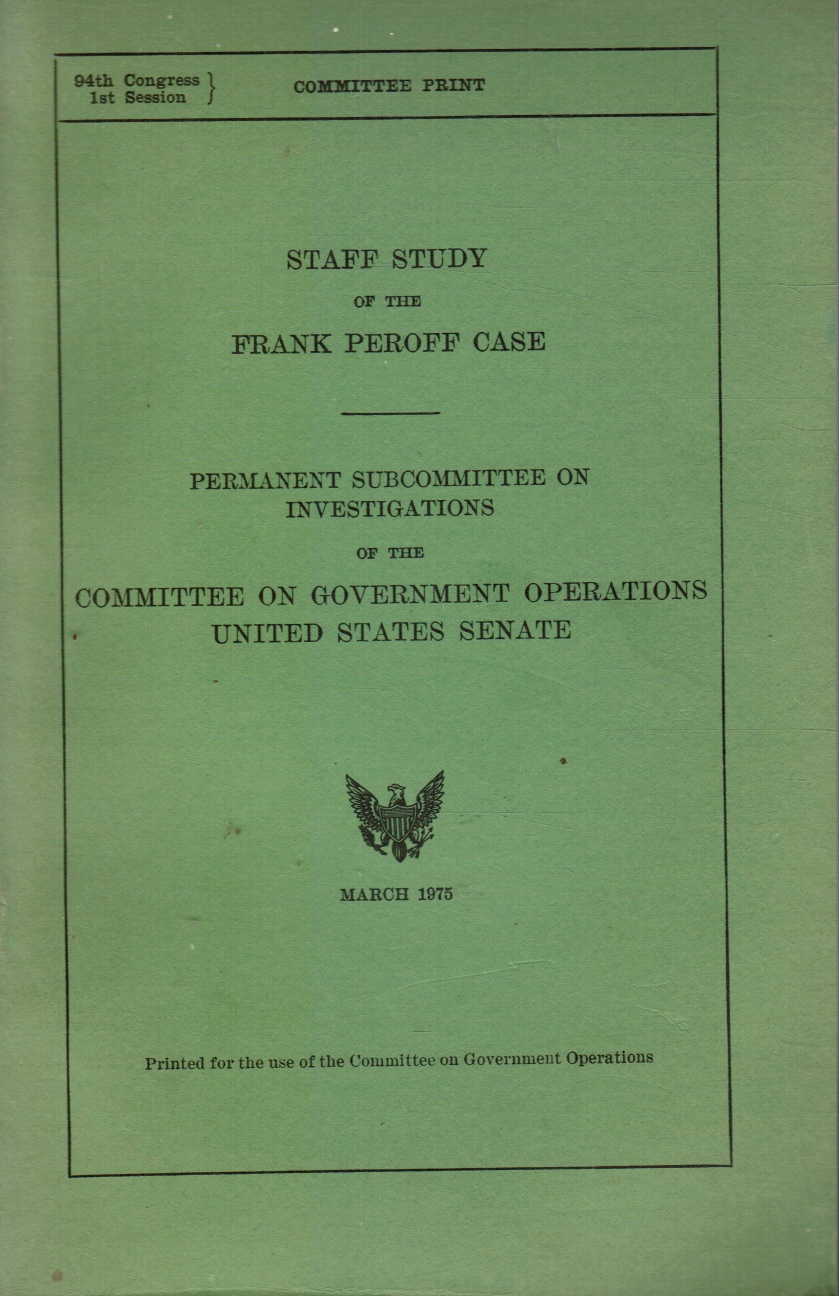 94th Congress
1st Session
COMMITTEE PRINT
STAFF STUDY
OF THE
FRANK PEROFF CASE
PERMANENT SUBCOMMITTEE ON
INVESTIGATIONS
OF THE
COMMITTEE ON GOVERNMENT OPERATIONS
UNITED STATES SENATE
MARCH 1975
Printed for the use of the Committee on Government Operations